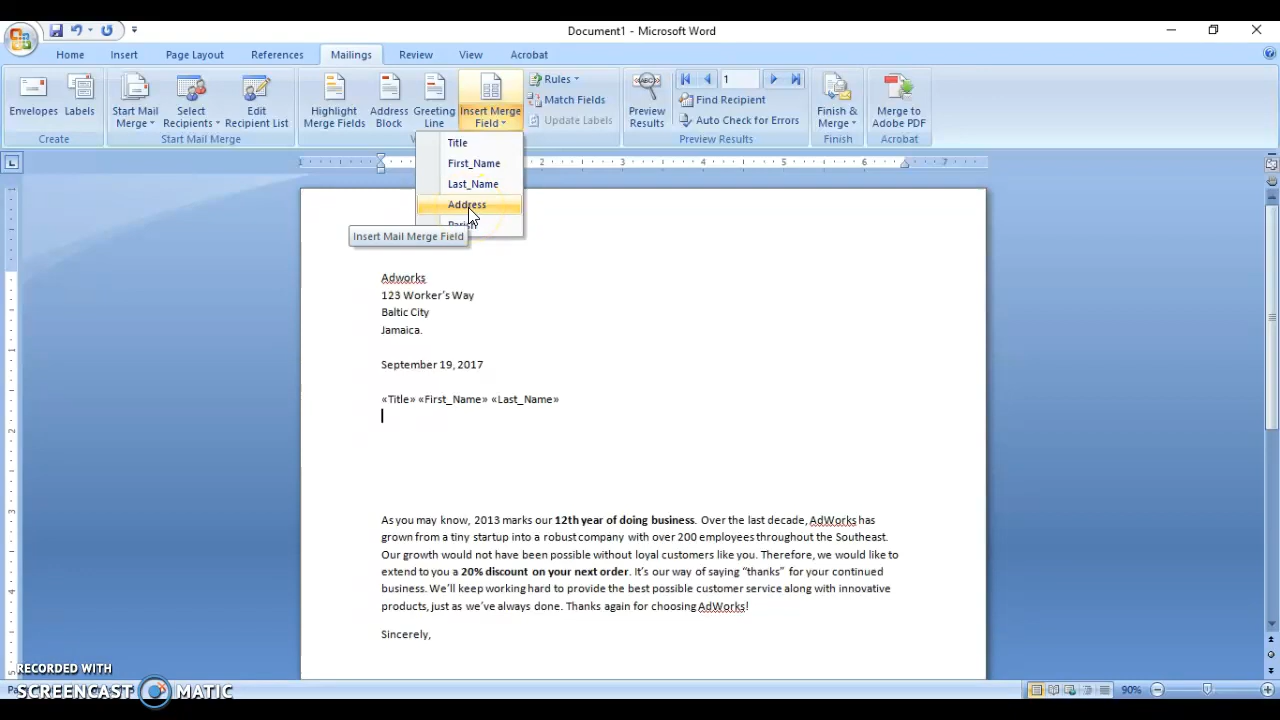 Document1 - Microsoft Word
Home Insert Page Layout References Mailings Review View Acrobat
Envelopes
Labels
Create
Start Mail
Merge
Select
Recipients
Edit
Recipient List
Start Mail Merge
Highlight
Merge Fields
Address
Block
Greeting
Line
Insert Merge
Field
Rules
Match Fields
Update Labels
Preview
Results
1
Find Recipient
Auto Check for Errors
Preview Results
Finish &
Merge
Finish
Merge to
Adobe PDF
Acrobat
Title
First_Name
Last_Name
Address
Parish
Insert Mail Merge Field
2 3 4 5 6 7
Adworks
123 Worker's Way
Baltic City
Jamaica.
September 19, 2017
«Title» «First_Name» «Last_Name»
As you may know, 2013 marks our 12th year of doing business. Over the last decade, AdWorks has
grown from a tiny startup into a robust company with over 200 employees throughout the Southeast.
Our growth would not have been possible without loyal customers like you. Therefore, we would like to
extend to you a 20% discount on your next order. It's our way of saying "thanks" for your continued
business. We'll keep working hard to provide the best possible customer service along with innovative
products, just as we've always done. Thanks again for choosing AdWorks!
Sincerely,
RECORDED WITH
SCREENCAST MATIC
90%